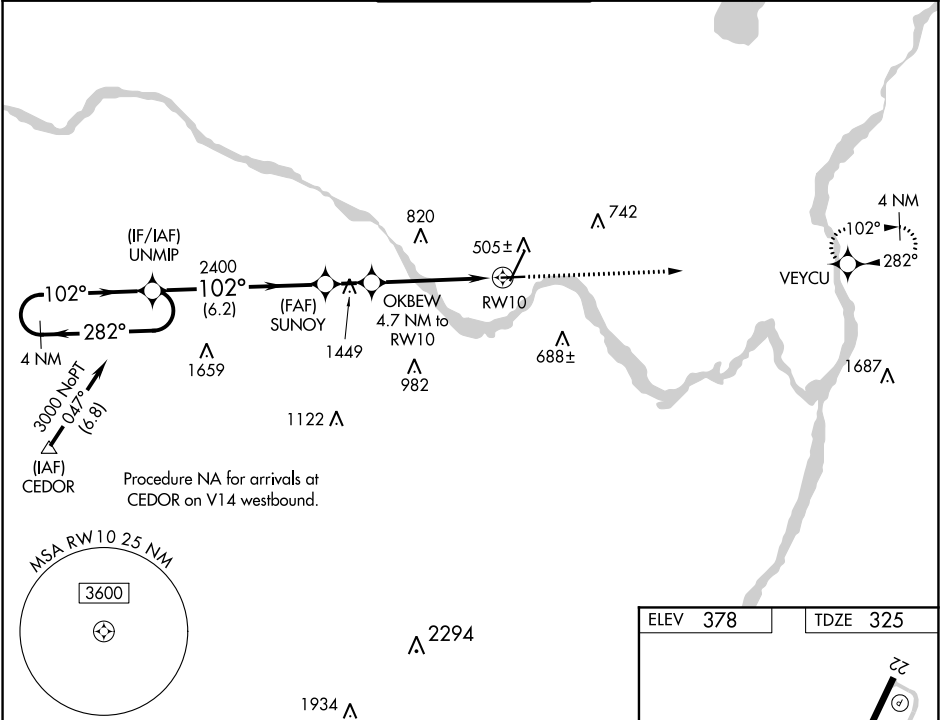 820
742
505±
4 NM
102°
282°
VEYCU
(IF/IAF)
UNMIP
2400
102°
(6.2)
102°
282°
4 NM
(FAF)
SUNOY
1449
OKBEW
4.7 NM to
RW10
RW10
688±
1659
982
1687
1122
3000 NoPT
047°
(6.8)
(IAF)
CEDOR
Procedure NA for arrivals at
CEDOR on V14 westbound.
MSA RW10 25 NM
3600
2294
1934
ELEV 378
TDZE 325
22